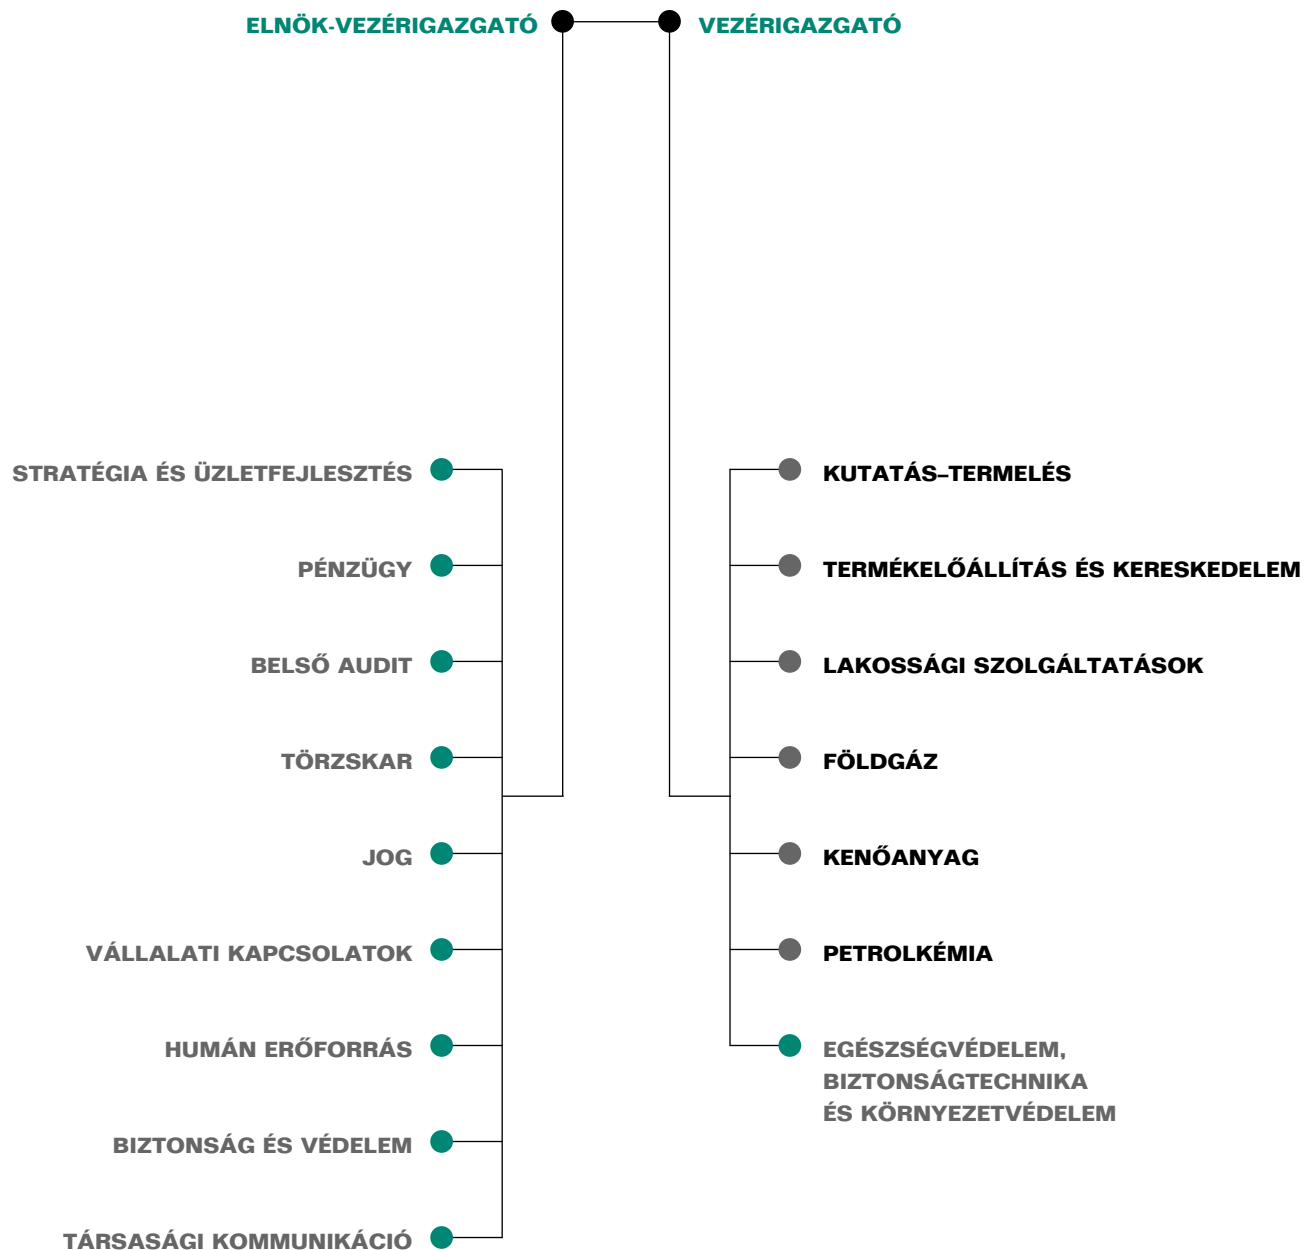 ELNÖK-VEZÉRIGAZGATÓ
VEZÉRIGAZGATÓ
STRATÉGIA ÉS ÜZLETFEJLESZTÉS
PÉNZÜGY
BELSŐ AUDIT
TÖRZSKAR
JOG
VÁLLALATI KAPCSOLATOK
HUMÁN ERŐFORRÁS
BIZTONSÁG ÉS VÉDELEM
TÁRSASÁGI KOMMUNIKÁCIÓ
KUTATÁS–TERMELÉS
TERMÉKELŐÁLLÍTÁS ÉS KERESKEDELEM
LAKOSSÁGI SZOLGÁLTATÁSOK
FÖLDGÁZ
KENŐANYAG
PETROLKÉMIA
EGÉSZSÉGVÉDELEM,
BIZTONSÁGTECHNIKA
ÉS KÖRNYEZETVÉDELEM